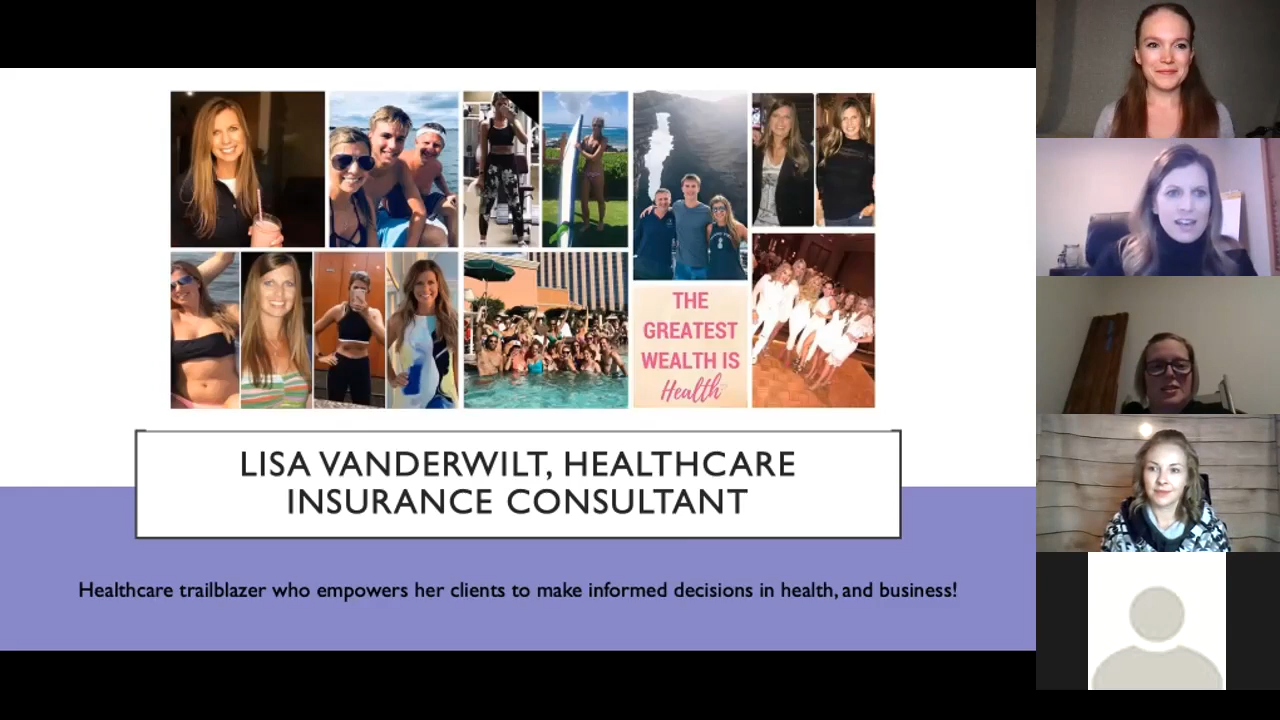 THE
GREATEST
WEALTH IS
Health
LISA VANDERWILT, HEALTHCARE
INSURANCE CONSULTANT
Healthcare trailblazer who empowers her clients to make informed decisions in health, and business!